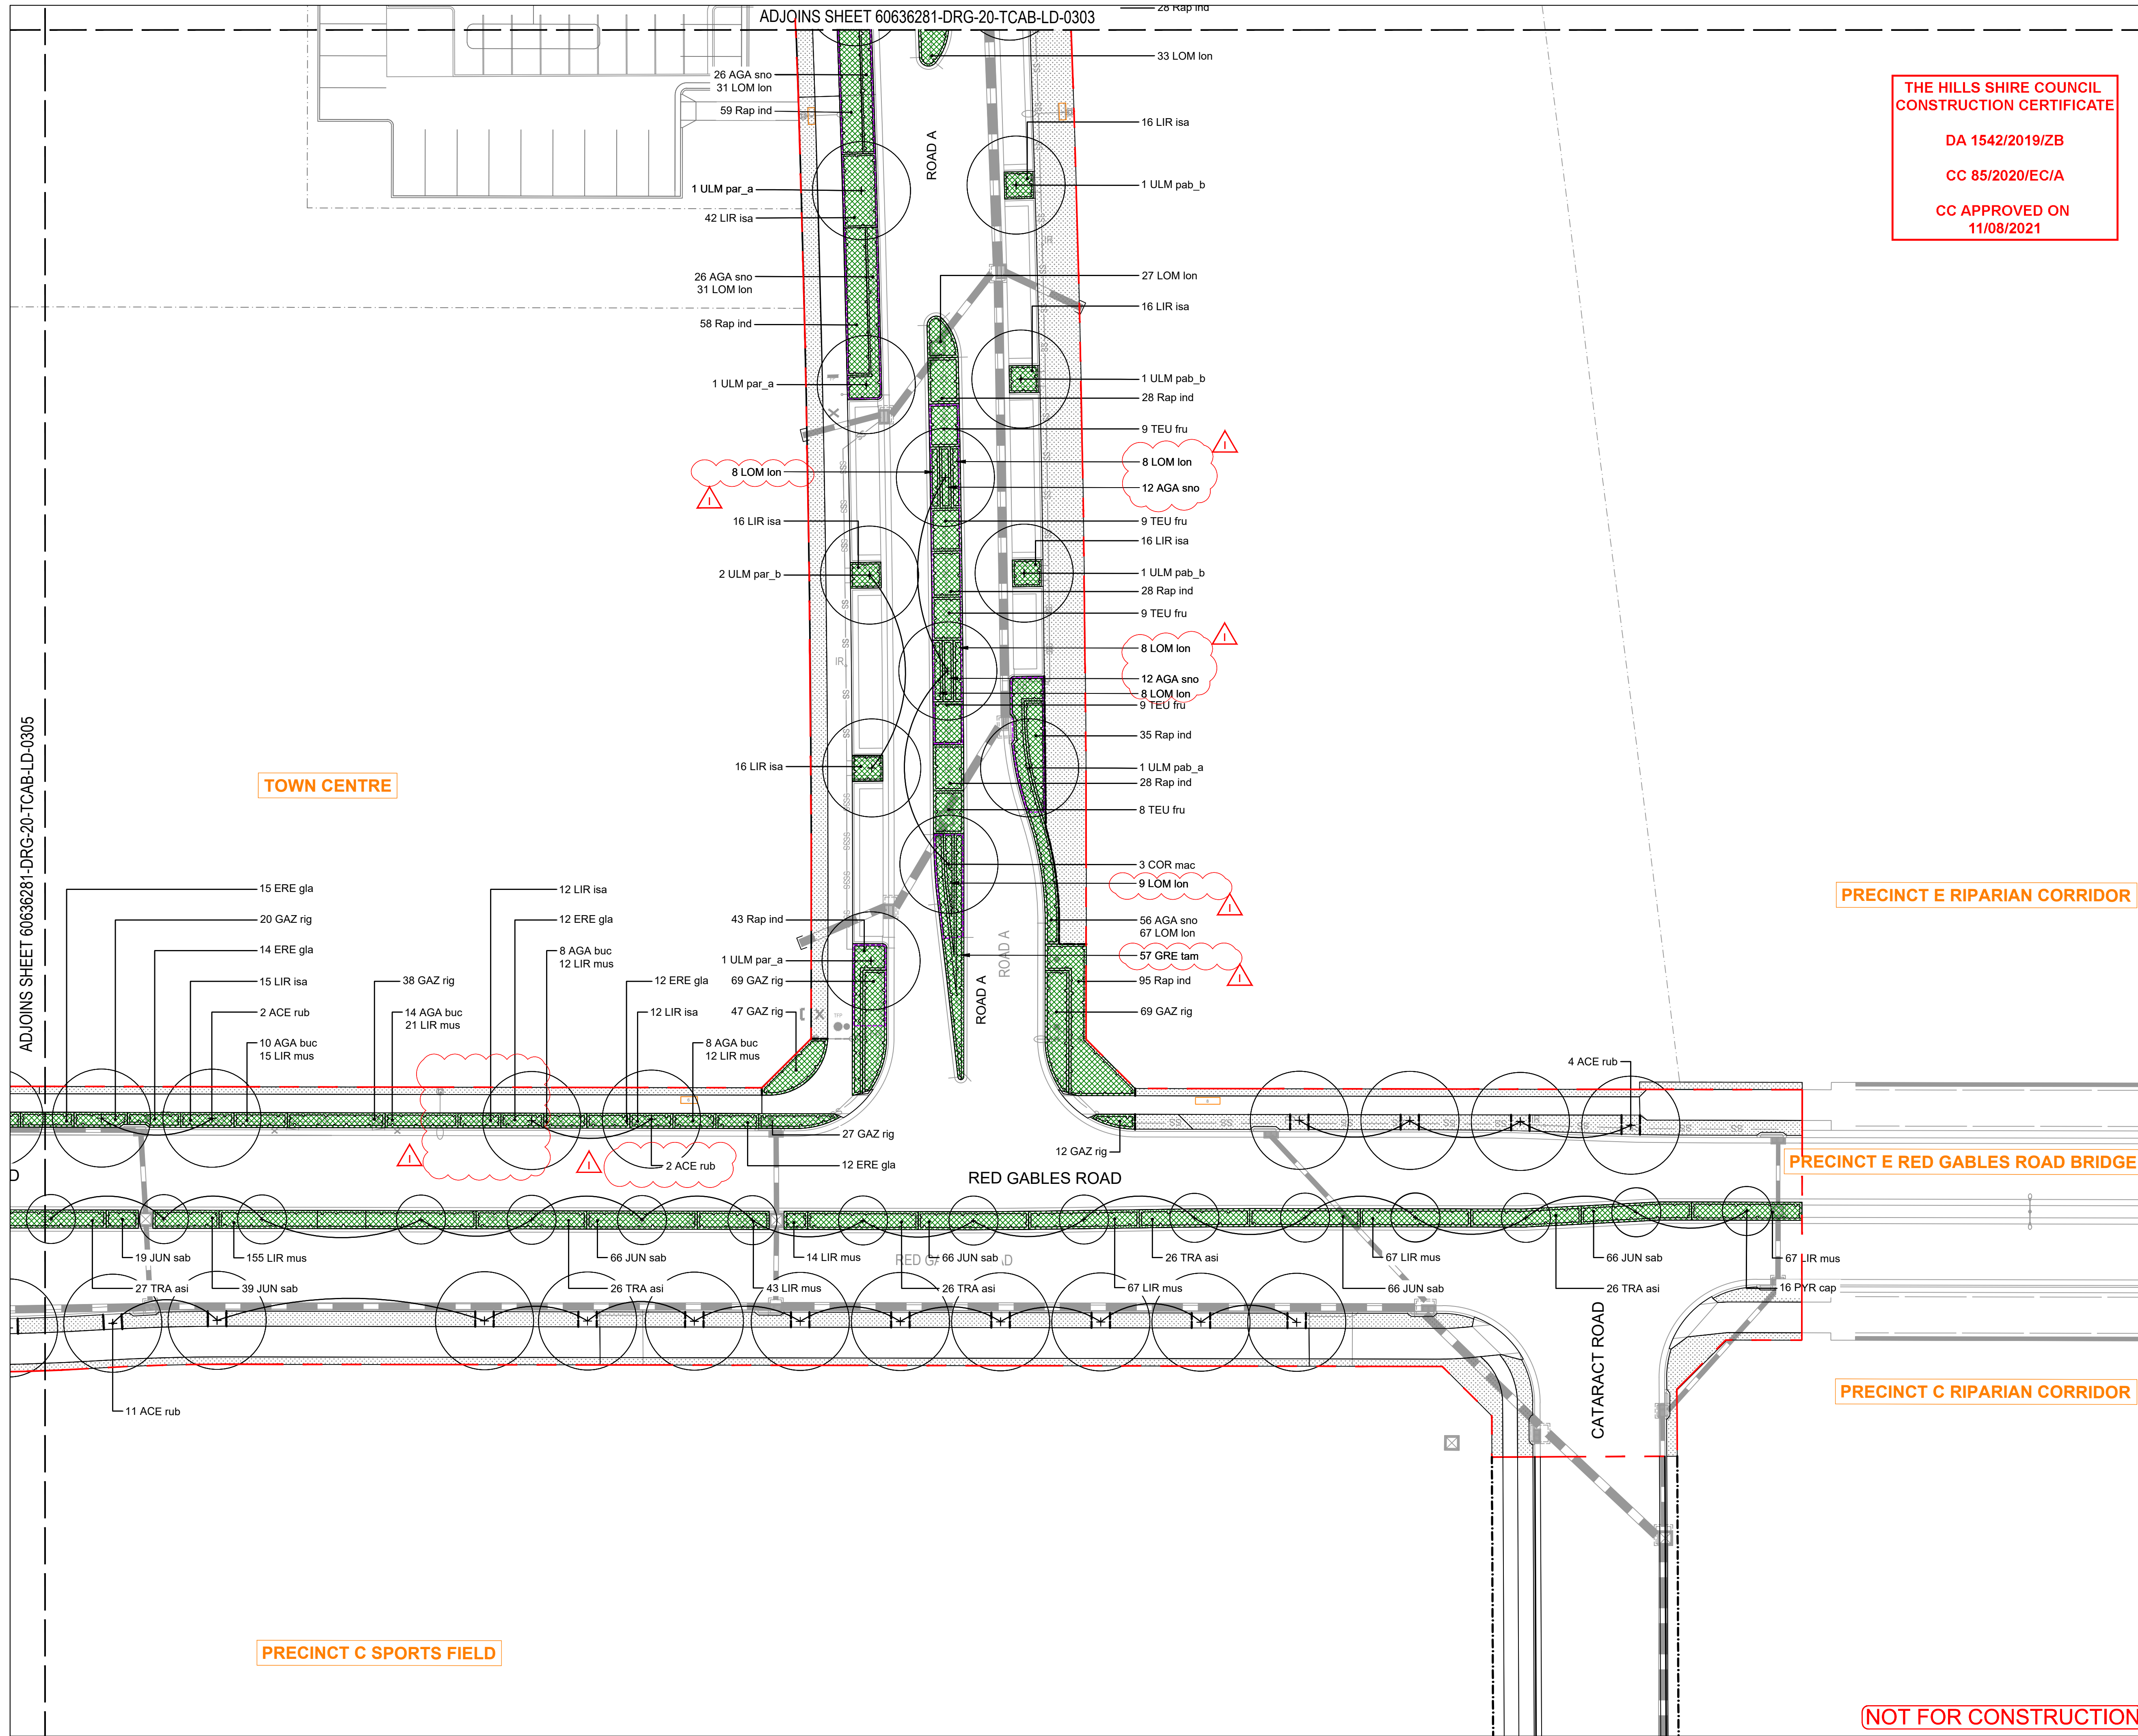 ADJOINS SHEET 60636281-DRG-20-TCAB-LD-0303
28 Rap ind
33 LOM lon
THE HILLS SHIRE COUNCIL
CONSTRUCTION CERTIFICATE
DA 1542/2019/ZB
CC 85/2020/EC/A
CC APPROVED ON
11/08/2021
26 AGA sno
31 LOM lon
59 Rap ind
ROAD A
16 LIR isa
1 ULM par_a
1 ULM pab_b
42 LIR isa
26 AGA sno
31 LOM lon
27 LOM lon
16 LIR isa
58 Rap ind
1 ULM par_a
1 ULM pab_b
28 Rap ind
9 TEU fru
8 LOM lon
8 LOM lon
12 AGA sno
16 LIR isa
9 TEU fru
16 LIR isa
2 ULM par_b
1 ULM pab_b
28 Rap ind
9 TEU fru
8 LOM lon
12 AGA sno
8 LOM lon
9 TEU fru
35 Rap ind
16 LIR isa
1 ULM pab_a
28 Rap ind
8 TEU fru
TOWN CENTRE
ADJOINS SHEET 60636281-DRG-20-TCAB-LD-0305
3 COR mac
9 LOM lon
PRECINCT E RIPARIAN CORRIDOR
15 ERE gla
12 LIR isa
20 GAZ rig
12 ERE gla
43 Rap ind
56 AGA sno
67 LOM lon
14 ERE gla
8 AGA buc
12 LIR mus
1 ULM par_a
57 GRE tam
ROAD A
ROAD A
15 LIR isa
38 GAZ rig
12 ERE gla
69 GAZ rig
95 Rap ind
2 ACE rub
14 AGA buc
21 LIR mus
12 LIR isa
47 GAZ rig
69 GAZ rig
10 AGA buc
15 LIR mus
8 AGA buc
12 LIR mus
4 ACE rub
27 GAZ rig
12 GAZ rig
2 ACE rub
12 ERE gla
PRECINCT E RED GABLES ROAD BRIDGE
D
RED GABLES ROAD
19 JUN sab
155 LIR mus
66 JUN sab
14 LIR mus
66 JUN sab
26 TRA asi
67 LIR mus
66 JUN sab
67 LIR mus
27 TRA asi
39 JUN sab
26 TRA asi
43 LIR mus
26 TRA asi
67 LIR mus
66 JUN sab
26 TRA asi
16 PYR cap
CATARACT ROAD
PRECINCT C RIPARIAN CORRIDOR
11 ACE rub
PRECINCT C SPORTS FIELD
NOT FOR CONSTRUCTION